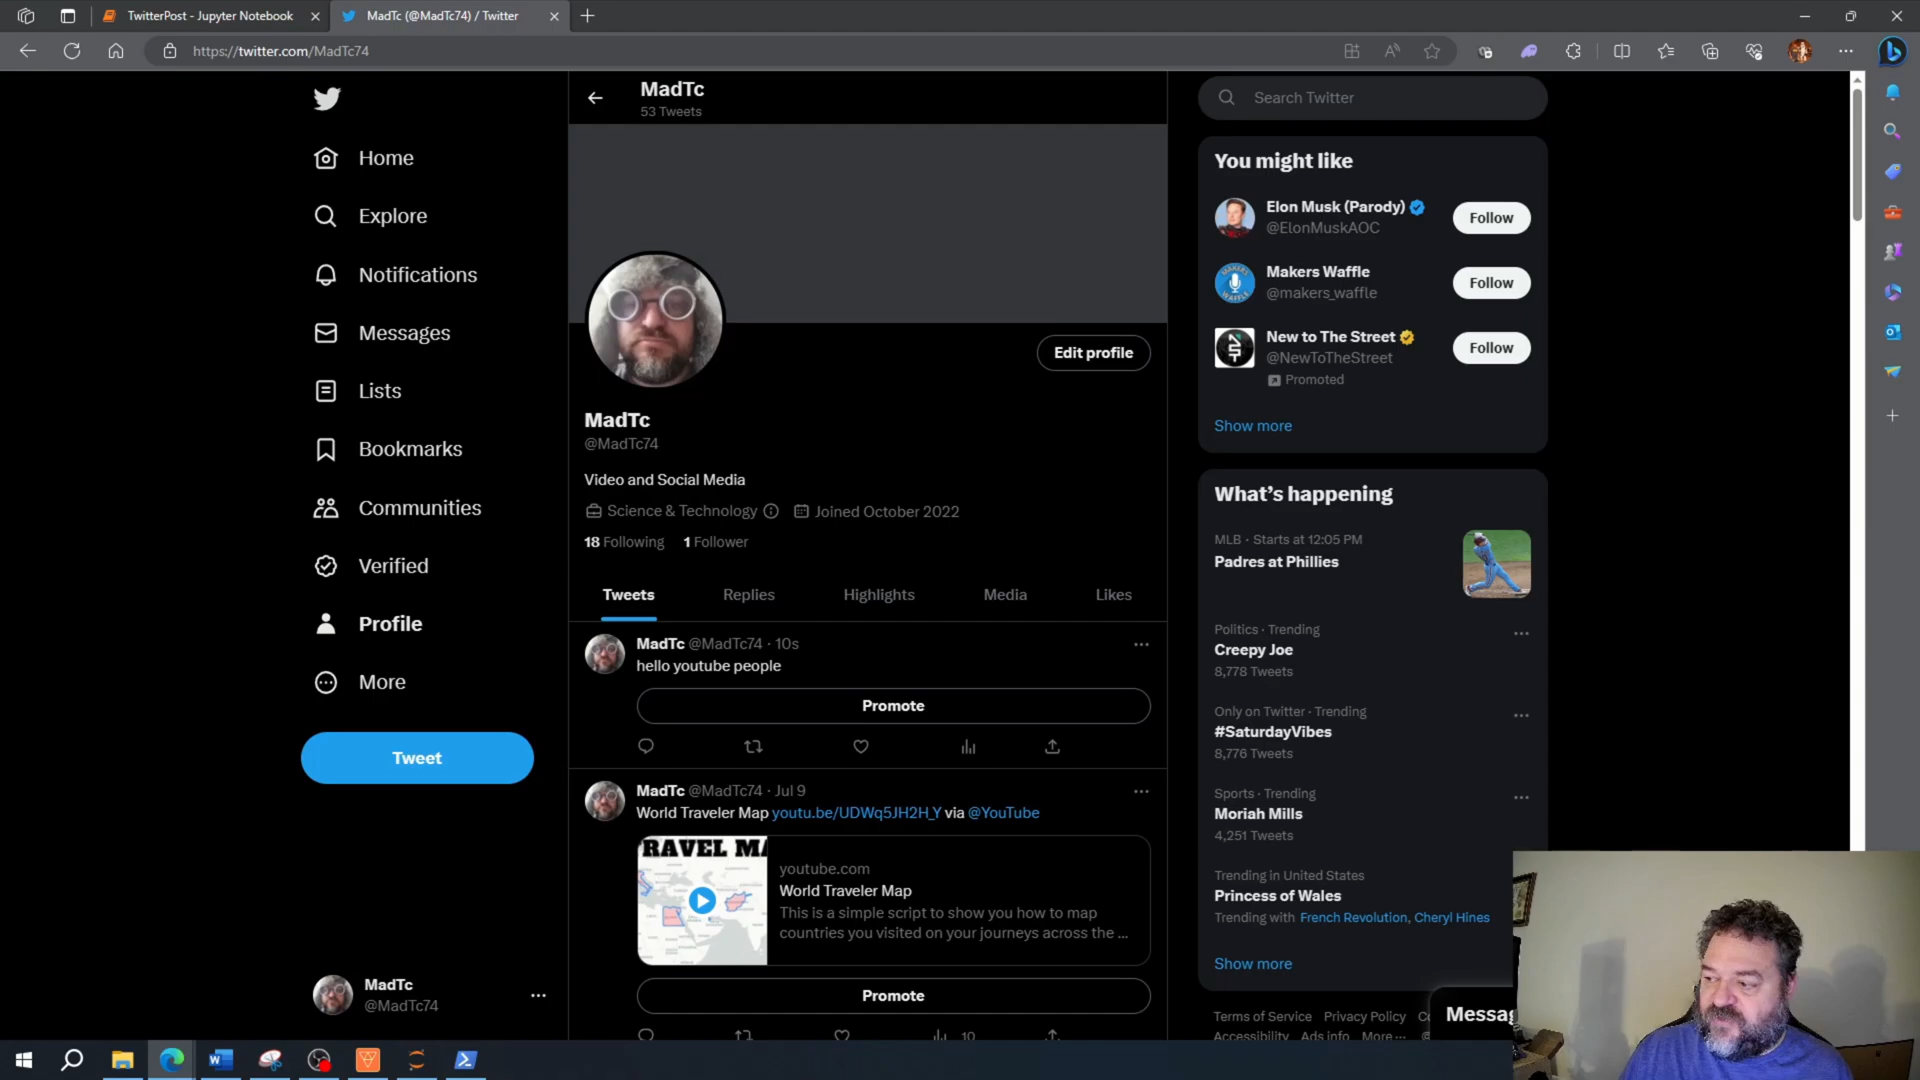 TwitterPost - Jupyter Notebook
MadTc (@MadTc74) / Twitter
https://twitter.com/MadTc74
MadTc
53 Tweets
Home
Explore
Notifications
Messages
Lists
Bookmarks
Communities
Verified
Profile
More
Tweet
MadTc
@MadTc74
Edit profile
MadTc
@MadTc74
Video and Social Media
Science & Technology
Joined October 2022
18 Following 1 Follower
Tweets Replies Highlights Media Likes
MadTc @MadTc74 · 10s
hello youtube people
Promote
MadTc @MadTc74 · Jul 9
World Traveler Map youtu.be/UDWq5JH2H_Y via @YouTube
RAVEL MA
youtube.com
World Traveler Map
This is a simple script to show you how to map
countries you visited on your journeys across the ...
Promote
10
Search Twitter
You might like
Elon Musk (Parody)
@ElonMuskAOC
Follow
Makers Waffle
@makers_waffle
Follow
New to The Street
@NewToTheStreet
Promoted
Follow
Show more
What's happening
MLB · Starts at 12:05 PM
Padres at Phillies
Politics · Trending
Creepy Joe
8,778 Tweets
Only on Twitter · Trending
#SaturdayVibes
8,776 Tweets
Sports · Trending
Moriah Mills
4,251 Tweets
Trending in United States
Princess of Wales
Trending with French Revolution, Cheryl Hines
Show more
Terms of Service Privacy Policy
Accessibility Ads info More ...
Messag